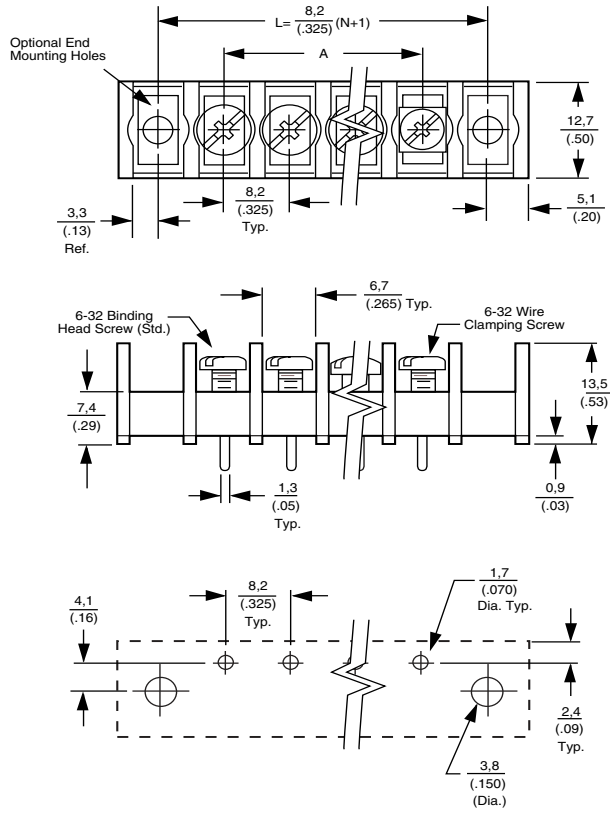 L= 8,2 (.325) (N+1)
Optional End
Mounting Holes
A
12,7
(.50)
8,2
(.325)
Typ.
5,1
(.20)
3,3
(.13)
Ref.
6,7
(.265) Typ.
6-32 Binding
Head Screw (Std.)
6-32 Wire
Clamping Screw
13,5
(.53)
7,4
(.29)
1,3
(.05)
Typ.
0,9
(.03)
8,2
(.325)
Typ.
1,7
(.070)
Dia. Typ.
4,1
(.16)
2,4
(.09)
Typ.
3,8
(.150)
(Dia.)